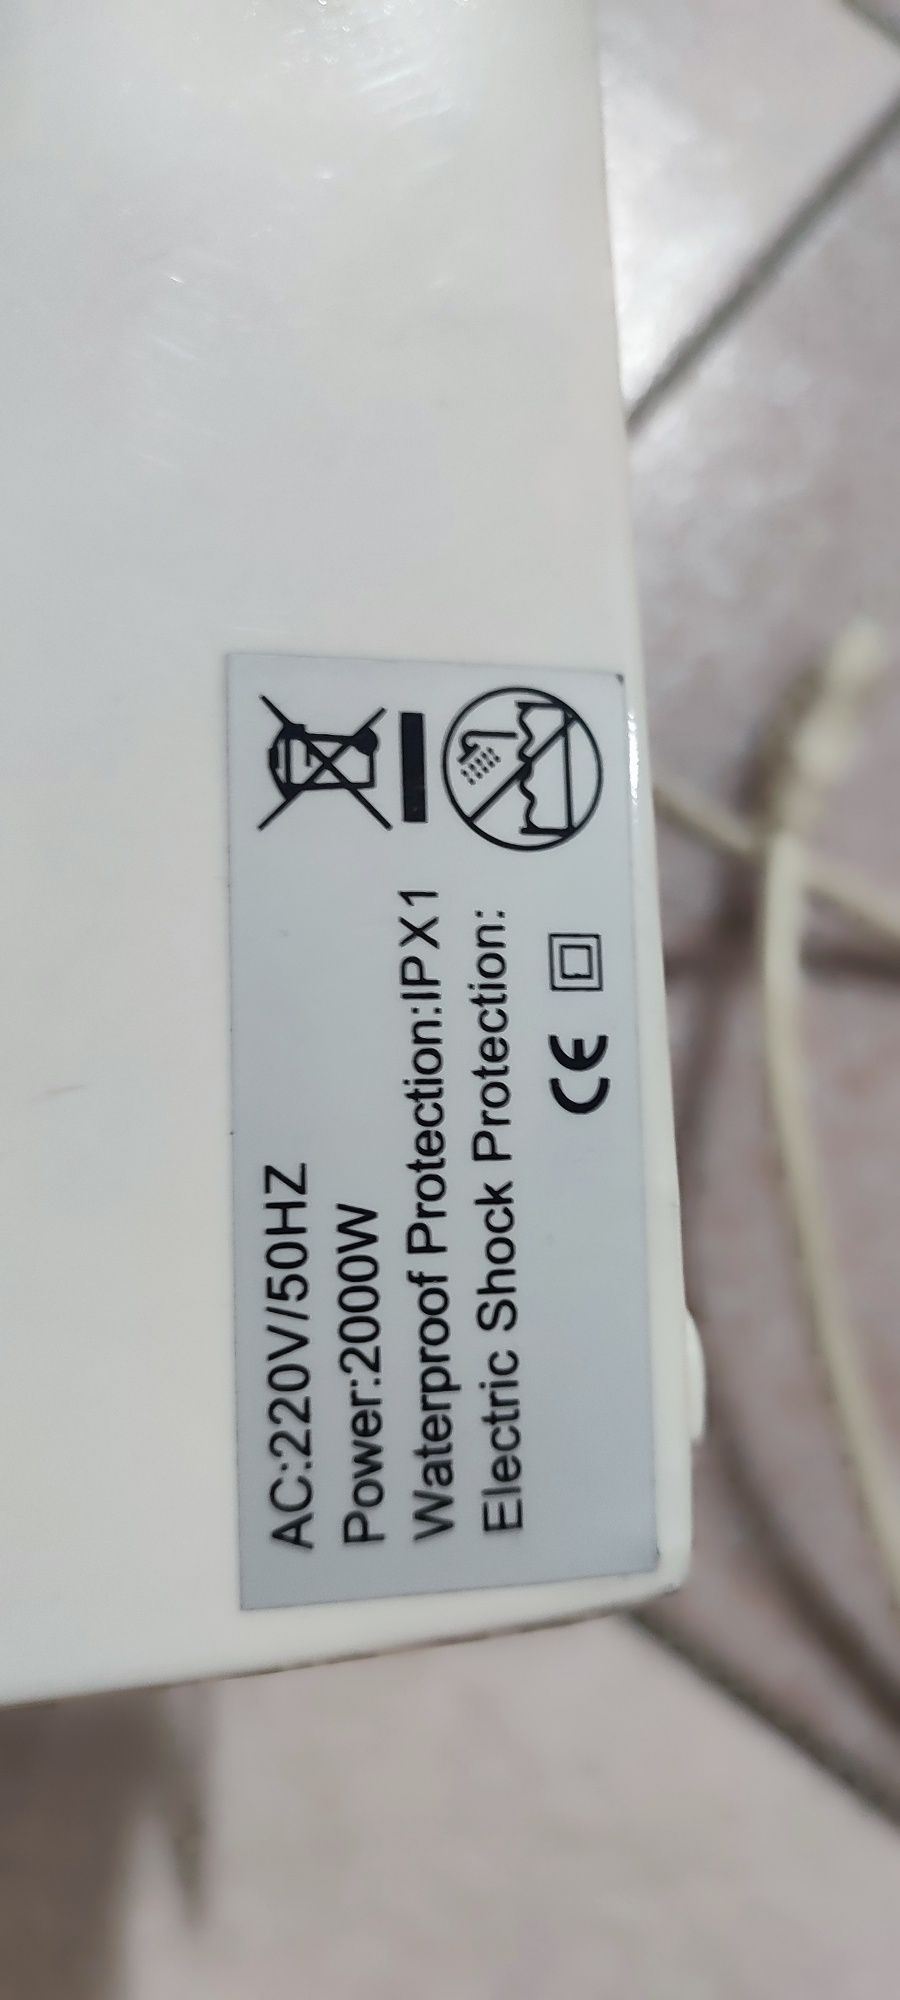 AC:220V/50HZ
Power:2000W
Waterproof Protection:IPX1
Electric Shock Protection:
CE